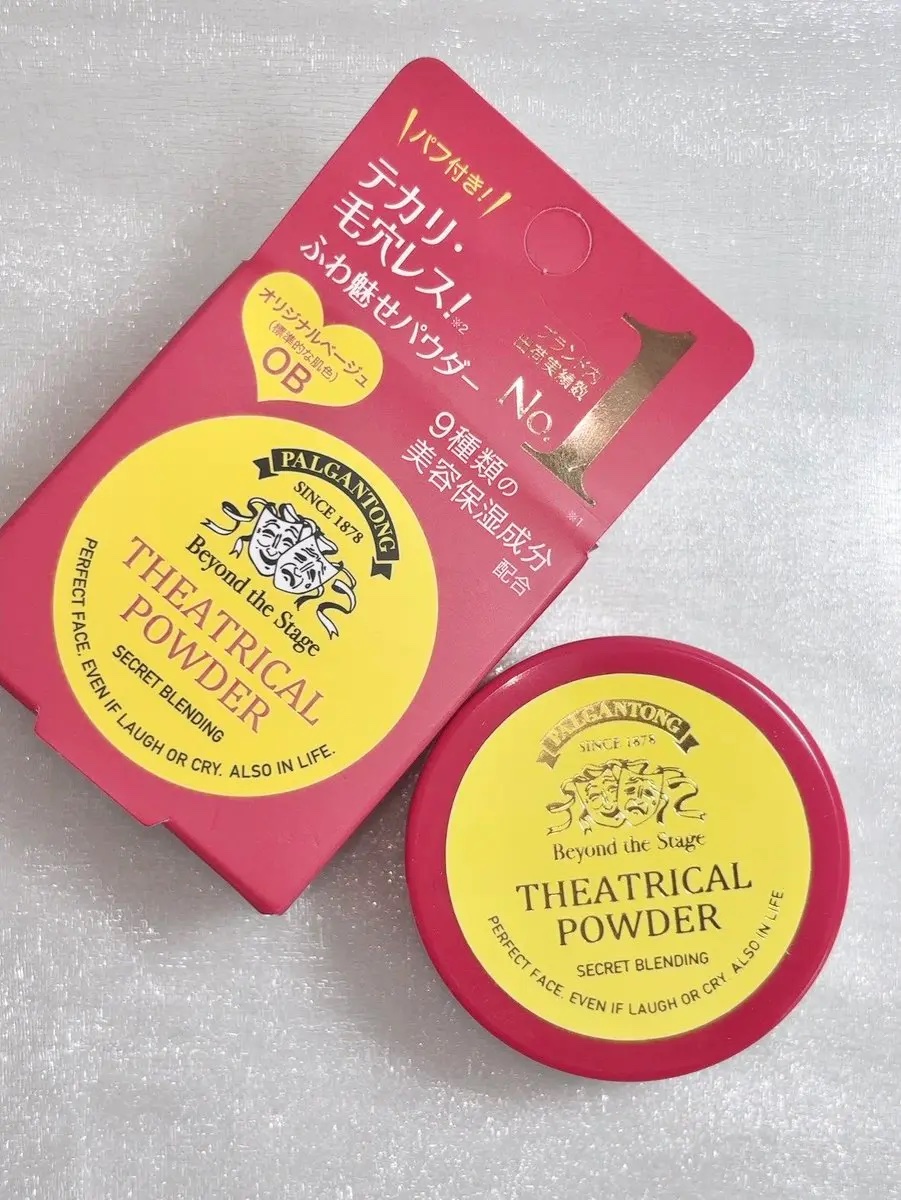 パフ付き!
テカリ・
毛穴レス!※2
ふわ魅せパウダー
オリジナルベージュ
(標準的な肌色)
OB
ブランド内
出荷実績数
No.1
※1
9種類の
美容保湿成分
配合
PALGANTONG
SINCE 1878
Beyond the Stage
THEATRICAL
POWDER
SECRET BLENDING
PERFECT FACE, EVEN IF LAUGH OR CRY. ALSO IN LIFE.
PALGANTONG
SINCE 1878
Beyond the Stage
THEATRICAL
POWDER
SECRET BLENDING
PERFECT FACE, EVEN IF LAUGH OR CRY. ALSO IN LIFE